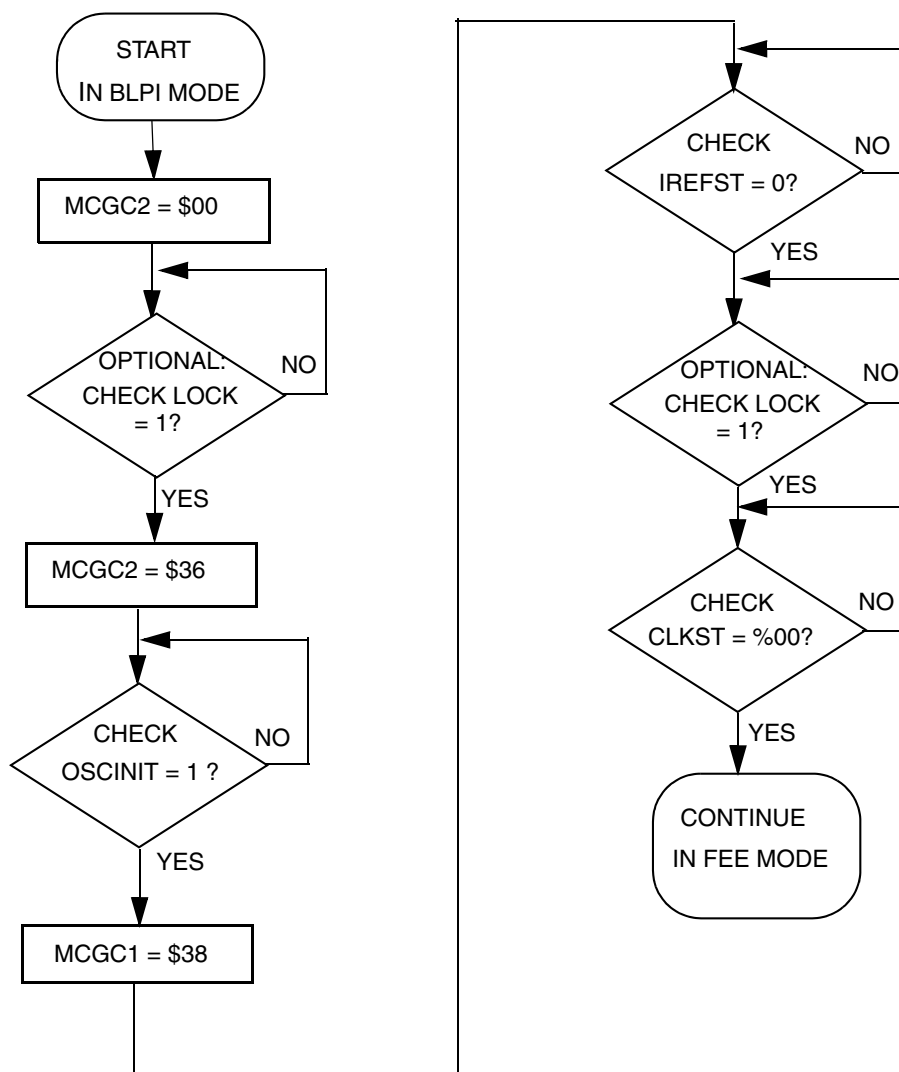 START
IN BLPI MODE
MCGC2 = $00
OPTIONAL:
CHECK LOCK
= 1?
NO
YES
MCGC2 = $36
CHECK
OSCINIT = 1 ?
NO
YES
MCGC1 = $38
CHECK
IREFST = 0?
NO
YES
OPTIONAL:
CHECK LOCK
= 1?
NO
YES
CHECK
CLKST = %00?
NO
YES
CONTINUE
IN FEE MODE